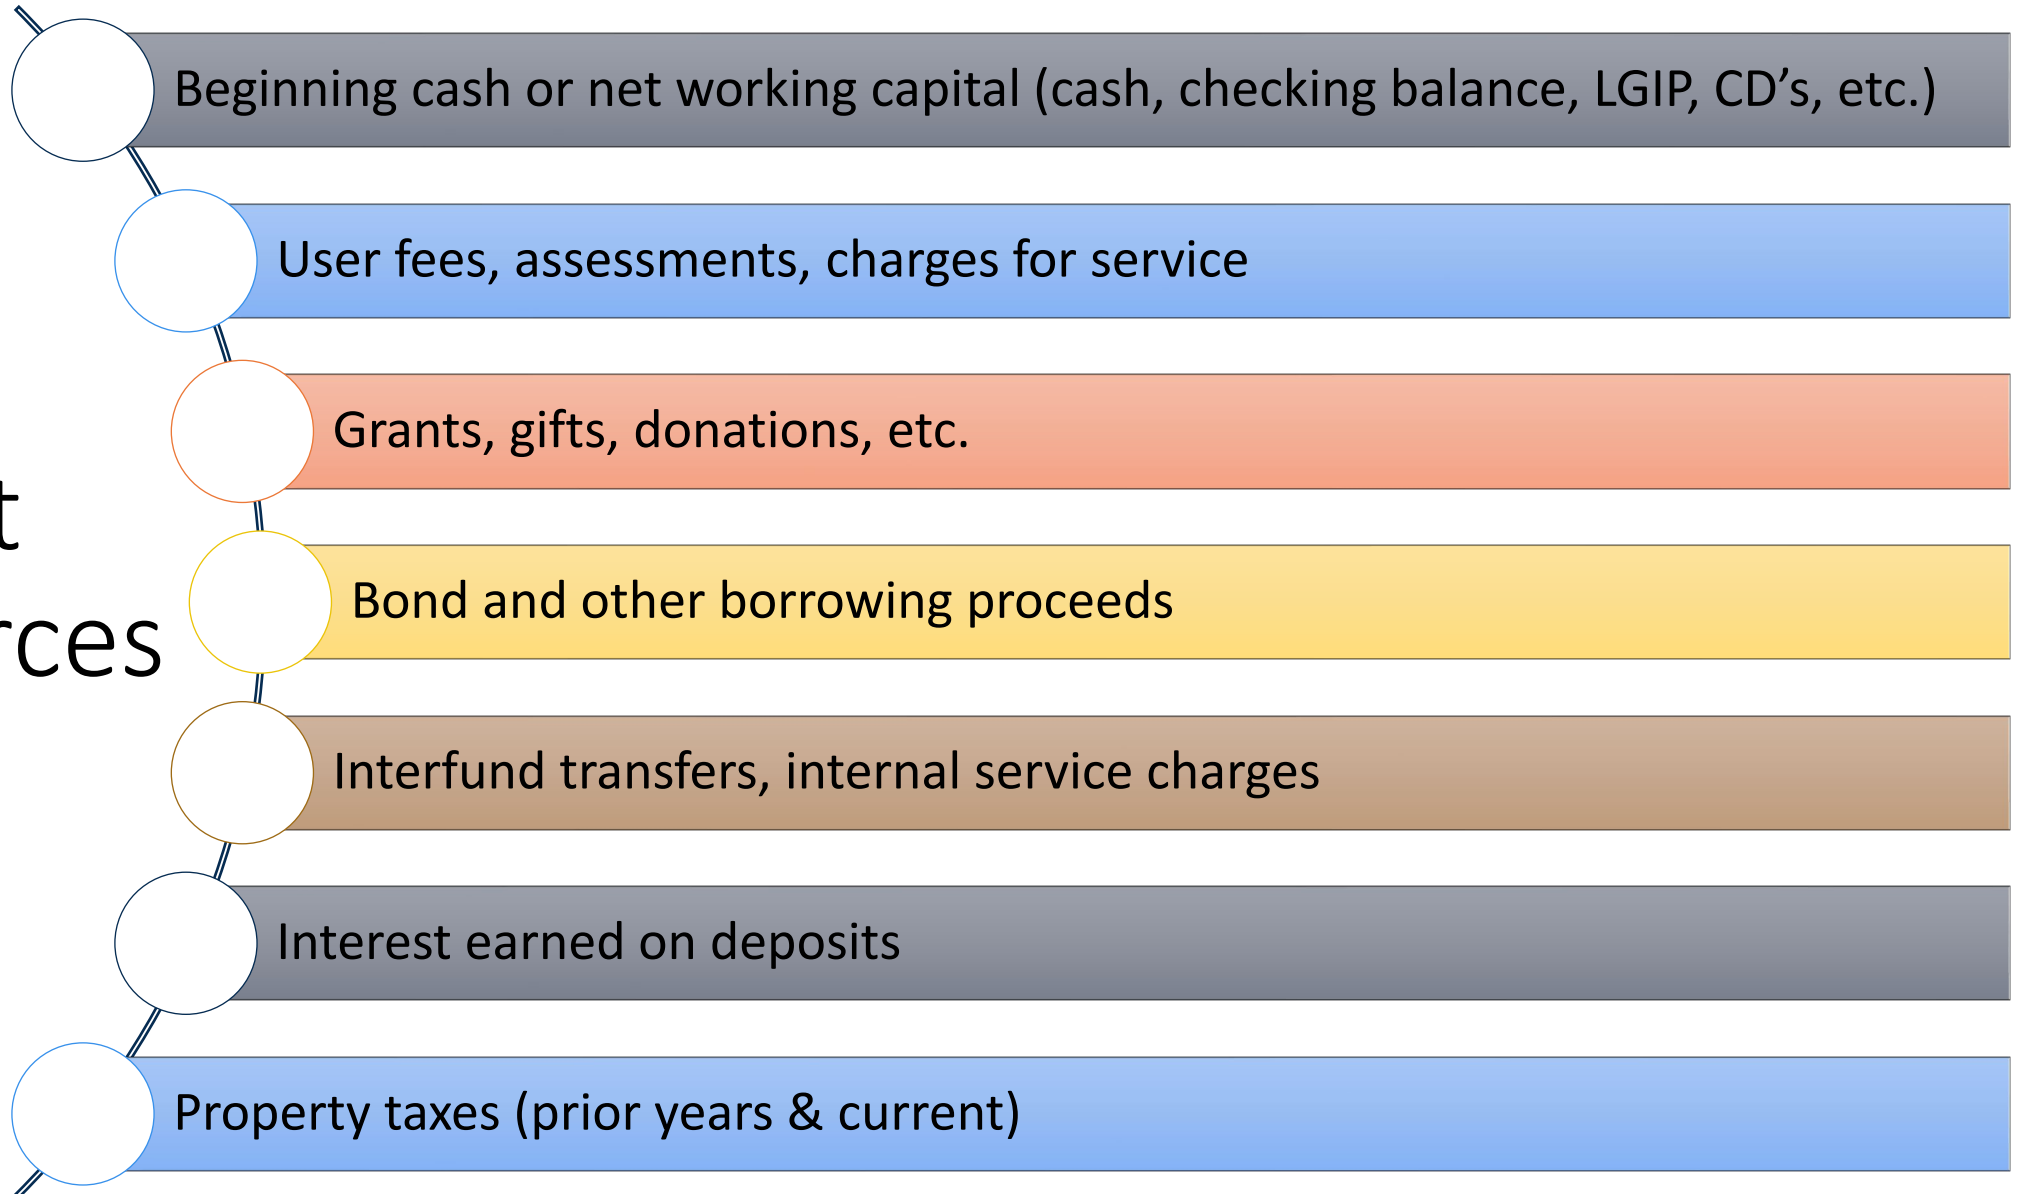 Beginning cash or net working capital (cash, checking balance, LGIP, CD’s, etc.)
User fees, assessments, charges for service
Grants, gifts, donations, etc.
Bond and other borrowing proceeds
Interfund transfers, internal service charges
Interest earned on deposits
Property taxes (prior years & current)